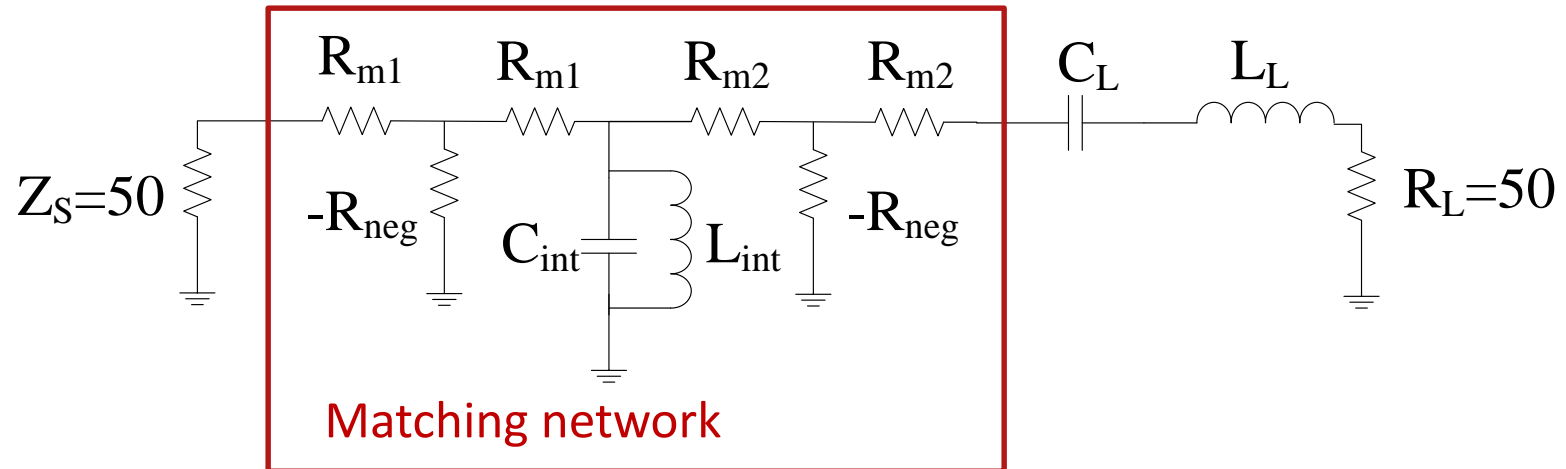 R_m1 R_m1 R_m2 R_m2 C_L L_L
Z_S=50 -R_neg C_int L_int -R_neg R_L=50
Matching network